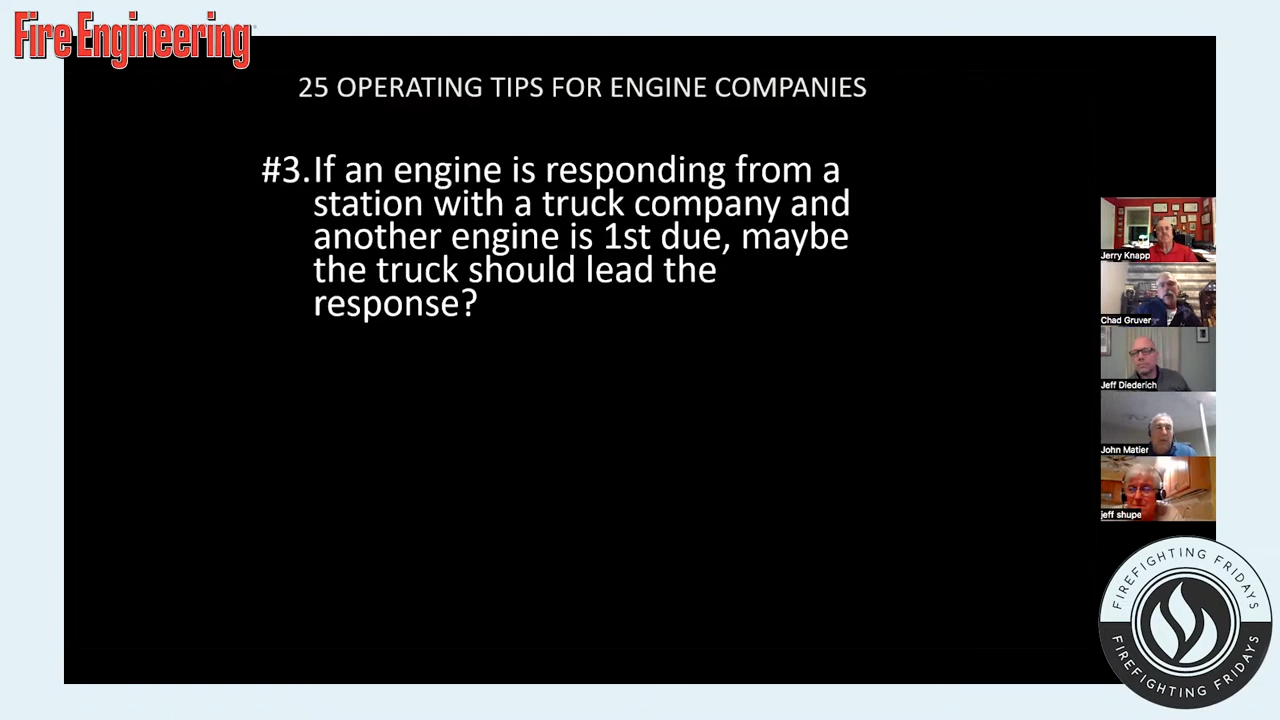 Fire Engineering
25 OPERATING TIPS FOR ENGINE COMPANIES
#3. If an engine is responding from a
station with a truck company and
another engine is 1st due, maybe
the truck should lead the
response?
Jerry Knapp
Chad Gruver
Jeff Diederich
John Matier
jeff shupe
FIREFIGHTING FRIDAYS
FIREFIGHTING FRIDAYS